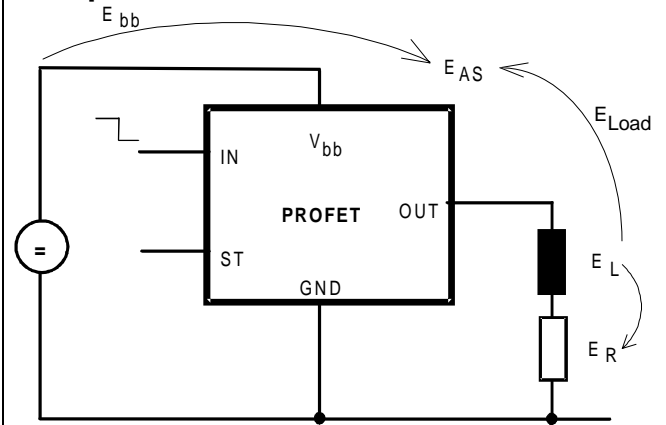 E bb
E AS
E Load
V bb
IN
PROFET
OUT
=
ST
GND
E L
E R